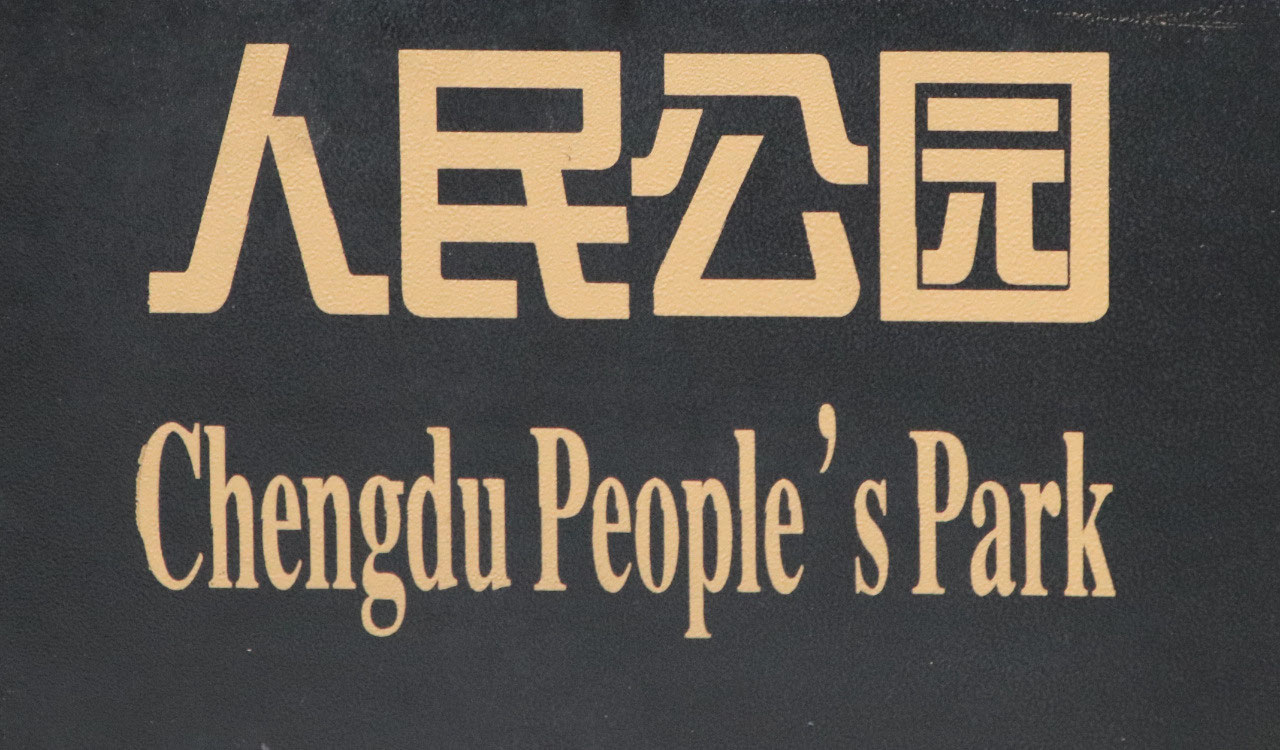 人民公园
Chengdu People's Park